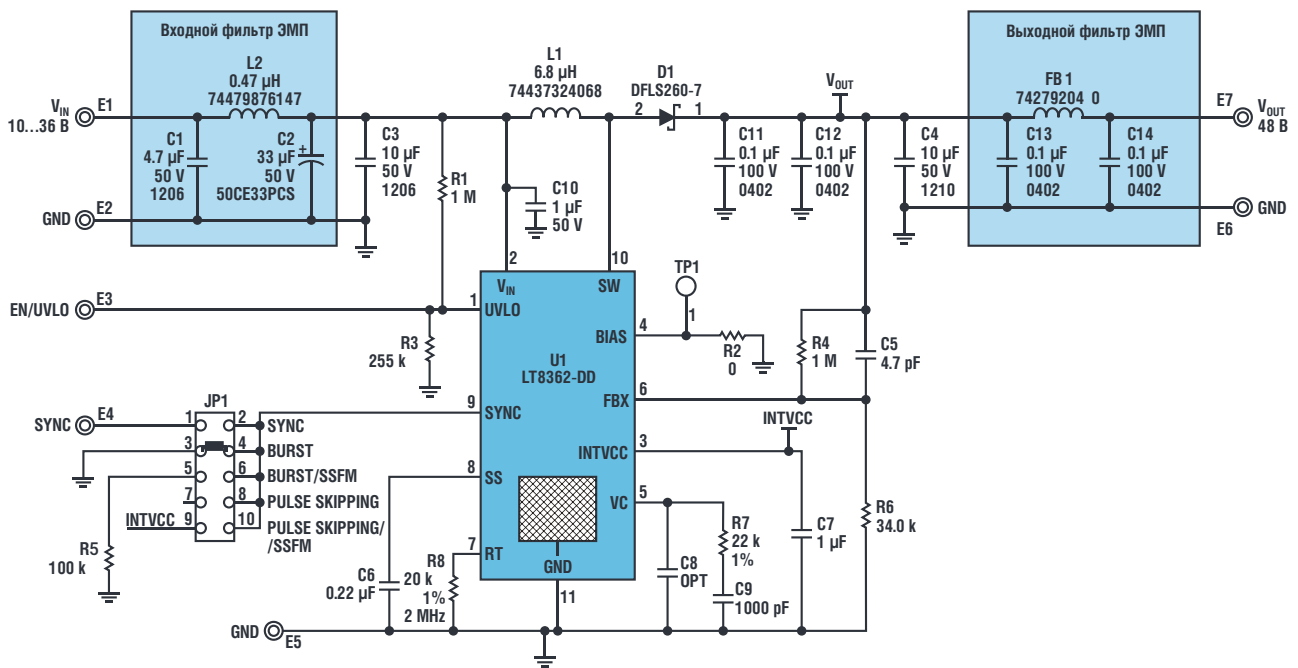 Входной фильтр ЭМП
L2
0.47 µH
74479876147
VIN
10...36 В
E1
C1
4.7 µF
50 V
1206
C2
33 µF
50 V
50CE33PCS
+
GND
E2
C3
10 µF
50 V
1206
R1
1 M
L1
6.8 µH
74437324068
D1
DFLS260-7
2
1
VOUT
C10
1 µF
50 V
C11
0.1 µF
100 V
0402
C12
0.1 µF
100 V
0402
C4
10 µF
50 V
1210
Выходной фильтр ЭМП
FB 1
74279204 0
C13
0.1 µF
100 V
0402
C14
0.1 µF
100 V
0402
E7
VOUT
48 В
GND
E6
EN/UVLO
E3
R3
255 k
2
VIN
10
SW
1
UVLO
BIAS
4
TP1
1
R2
0
U1
LT8362-DD
FBX
6
R4
1 M
C5
4.7 pF
9
SYNC
INTVCC
3
INTVCC
8
SS
VC
5
7
RT
GND
11
SYNC
E4
JP1
1
2
SYNC
3
4
BURST
5
6
BURST/SSFM
7
8
PULSE SKIPPING
INTVCC
9
10
PULSE SKIPPING/
/SSFM
R5
100 k
C6
0.22 µF
R8
20 k
1%
2 MHz
C8
OPT
R7
22 k
1%
C9
1000 pF
C7
1 µF
R6
34.0 k
GND
E5